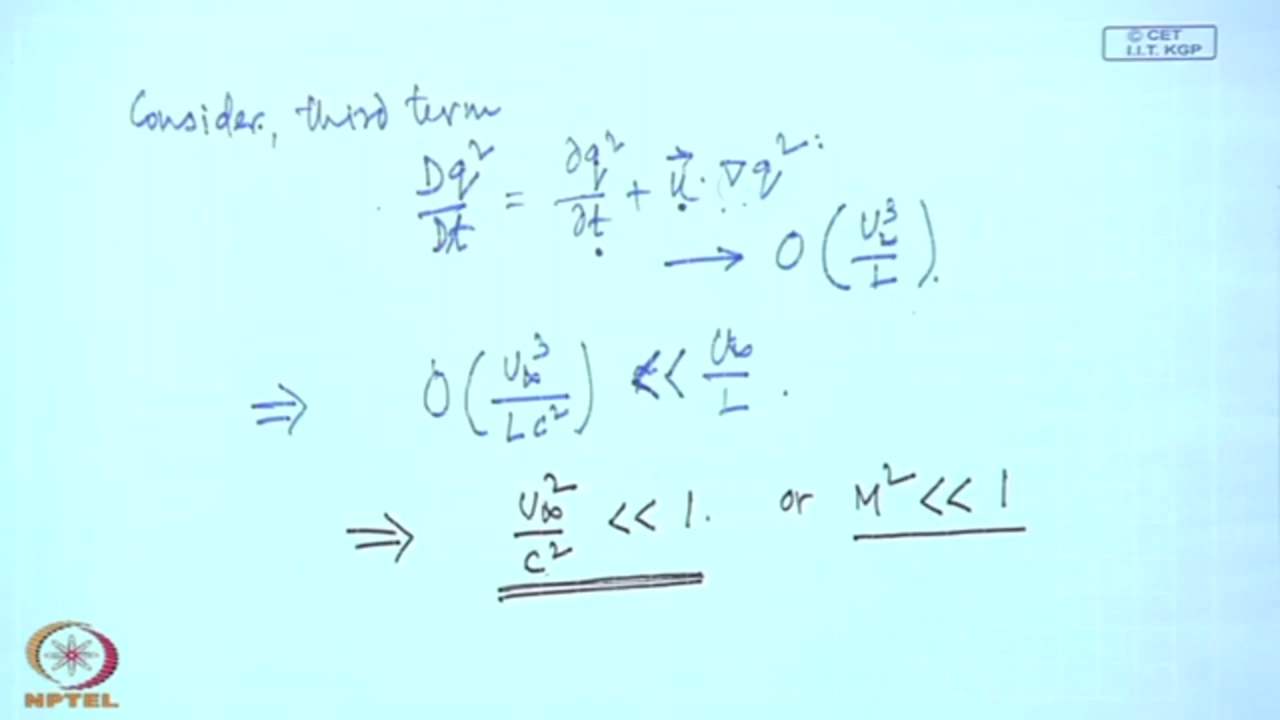 © CET
I.I.T. KGP
Consider, third term
Dq²/Dt = ∂q²/∂t + u⃗ · ∇q² :
→ O(U∞³/L).
⇒ O(U∞³/Lc²) << U∞/L .
⇒ U∞²/c² << 1. or M² << 1
NPTEL